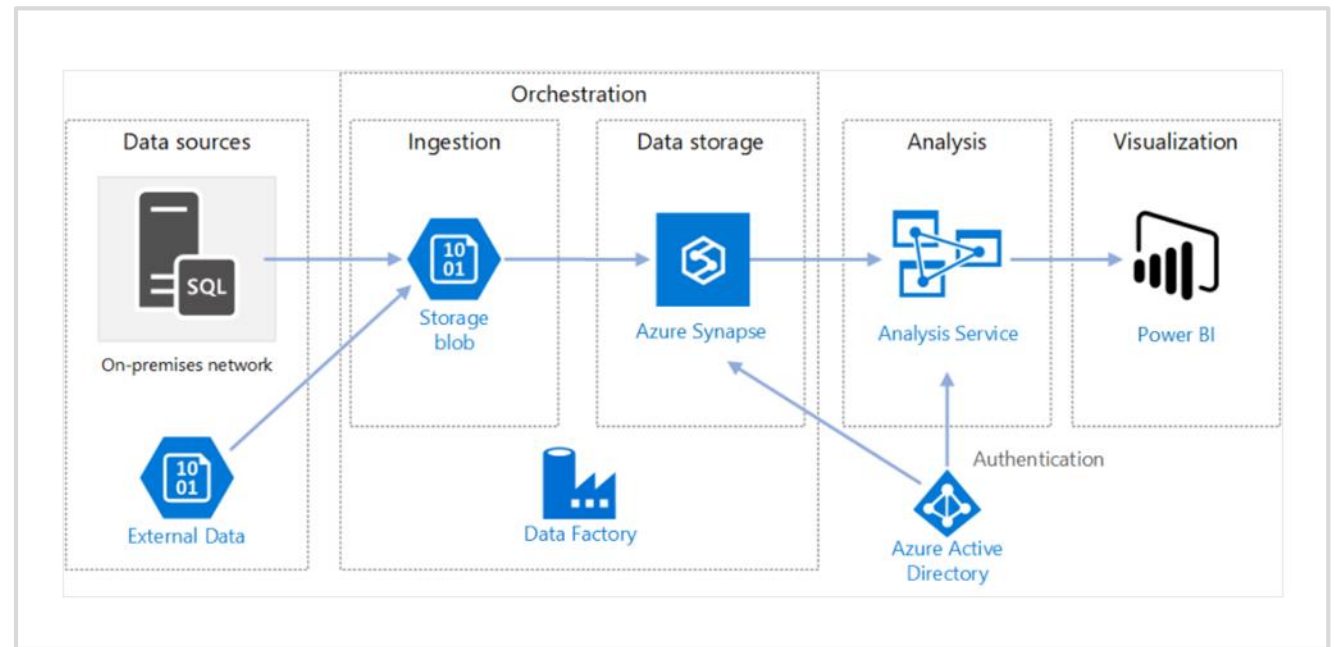 Orchestration
Data sources
Ingestion
Data storage
Analysis
Visualization
10
01
SQL
Storage
blob
Azure Synapse
Analysis Service
Power BI
On-premises network
Authentication
10
01
External Data
Data Factory
Azure Active
Directory